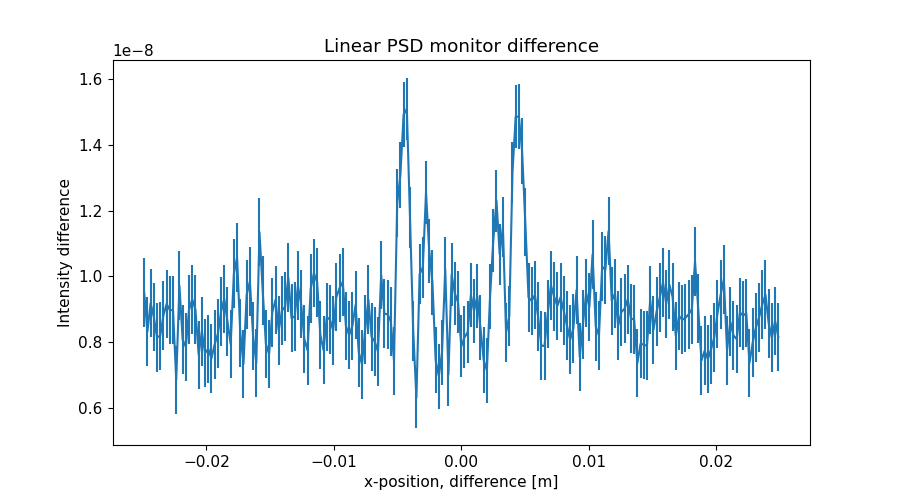 Linear PSD monitor difference
1e−8
1.6
1.4
1.2
1.0
0.8
0.6
Intensity difference
−0.02
−0.01
0.00
0.01
0.02
x-position, difference [m]